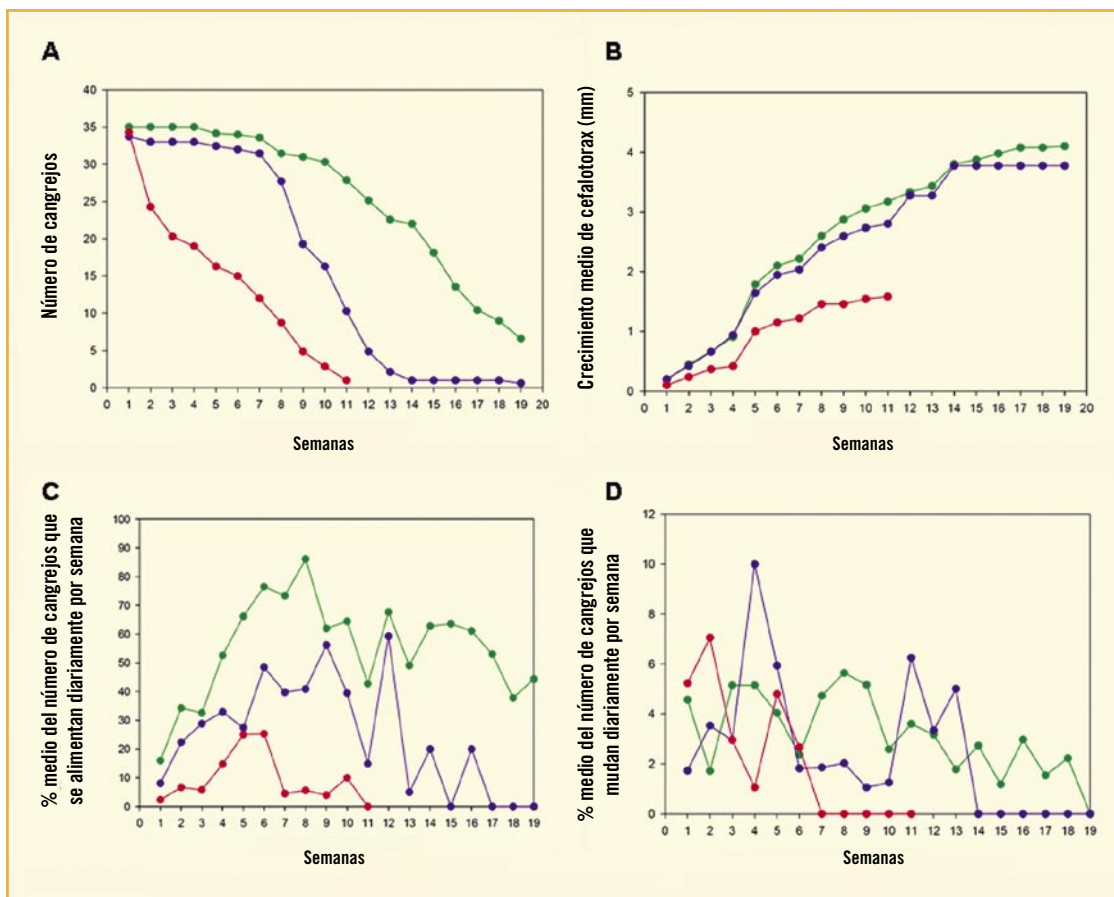 A
Número de cangrejos
40
35
30
25
20
15
10
5
0
0 1 2 3 4 5 6 7 8 9 10 11 12 13 14 15 16 17 18 19 20
Semanas
B
Crecimiento medio de cefalotorax (mm)
5
4
3
2
1
0
0 1 2 3 4 5 6 7 8 9 10 11 12 13 14 15 16 17 18 19 20
Semanas
C
% medio del número de cangrejos que
se alimentan diariamente por semana
100
90
80
70
60
50
40
30
20
10
0
0 1 2 3 4 5 6 7 8 9 10 11 12 13 14 15 16 17 18 19
Semanas
D
% medio del número de cangrejos que
mudan diariamente por semana
12
10
8
6
4
2
0
0 1 2 3 4 5 6 7 8 9 10 11 12 13 14 15 16 17 18 19
Semanas